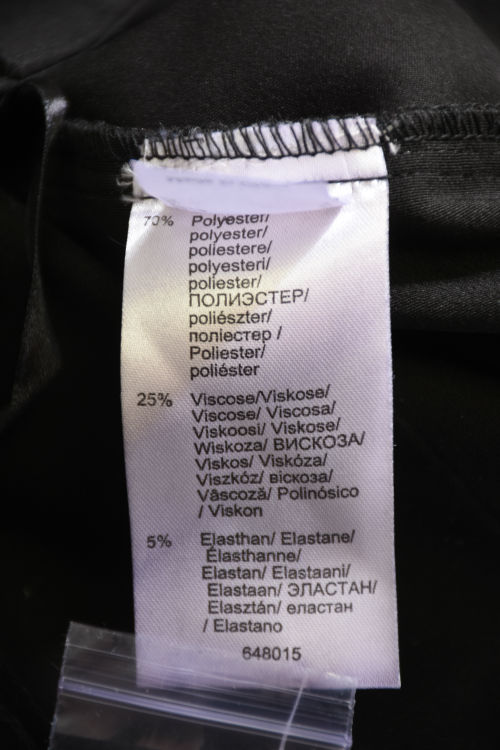 70% Polyester/
polyester/
poliestere/
polyesteri/
poliester/
ПОЛИЭСТЕР/
poliészter/
поліестер /
Poliester/
poliéster
25% Viscose/Viskose/
Viscose/ Viscosa/
Viskoosi/ Viskose/
Wiskoza/ ВИСКОЗА/
Viskos/ Viskóza/
Viszkóz/ віскоза/
Vâscoză/ Polinósico
/ Viskon
5% Elasthan/ Elastane/
Élasthanne/
Elastan/ Elastaani/
Elastaan/ ЭЛАСТАН/
Elasztán/ еластан
/ Elastano
648015